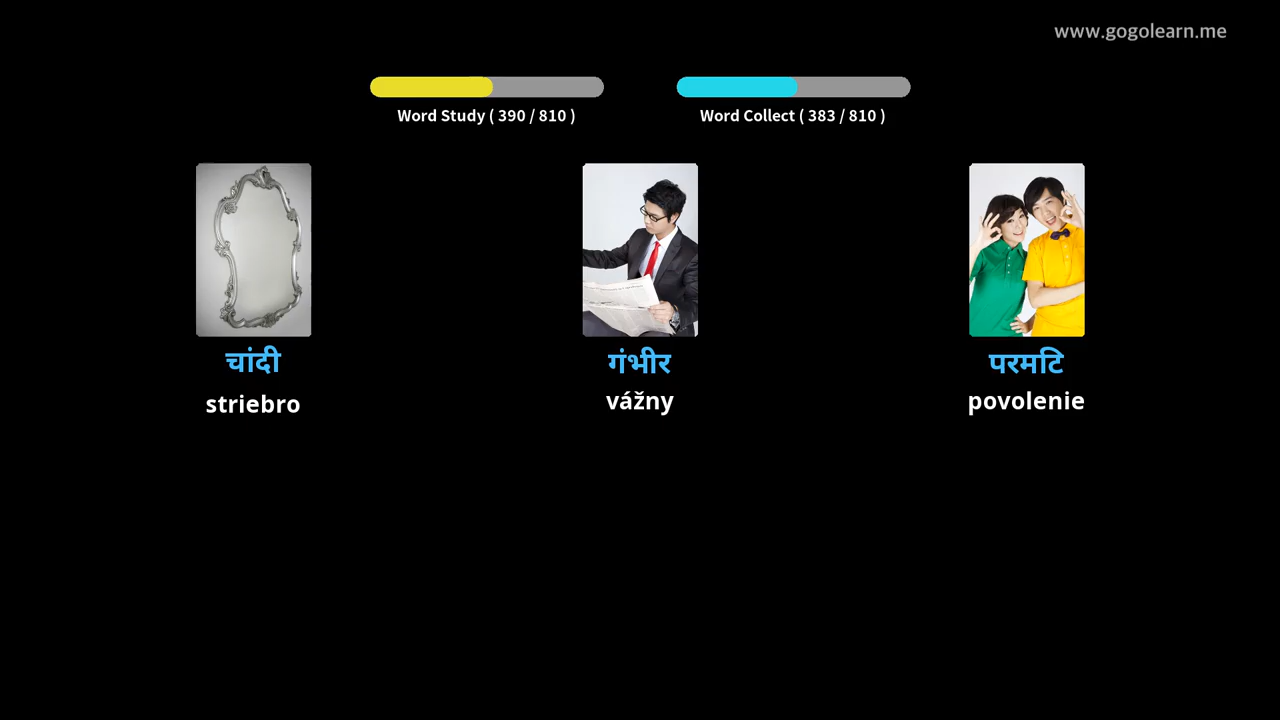 www.gogolearn.me
Word Study ( 390 / 810 )
Word Collect ( 383 / 810 )
चांदी
गंभीर
परमिट
striebro
vážny
povolenie